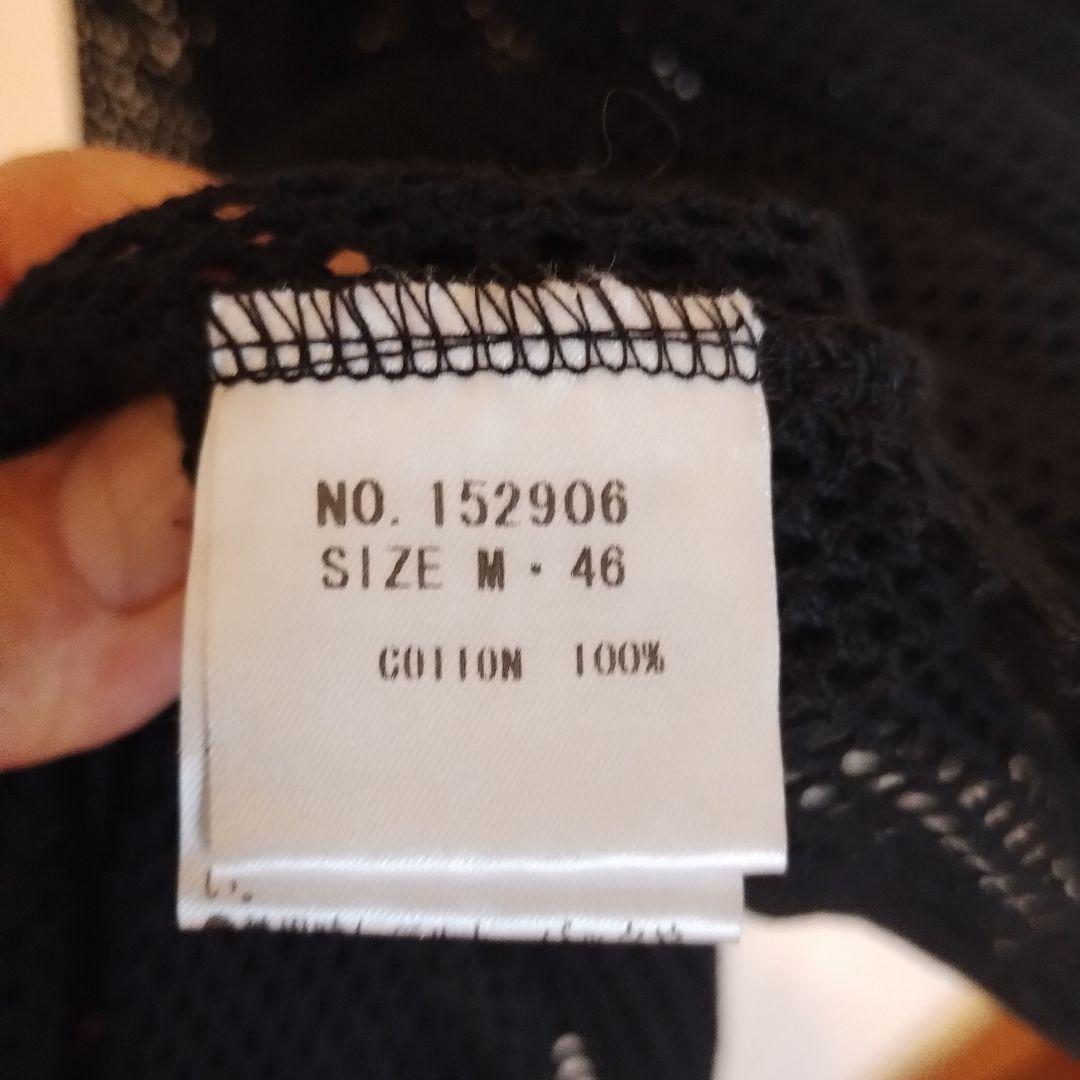 NO. 152906
SIZE M · 46
COTTON 100%